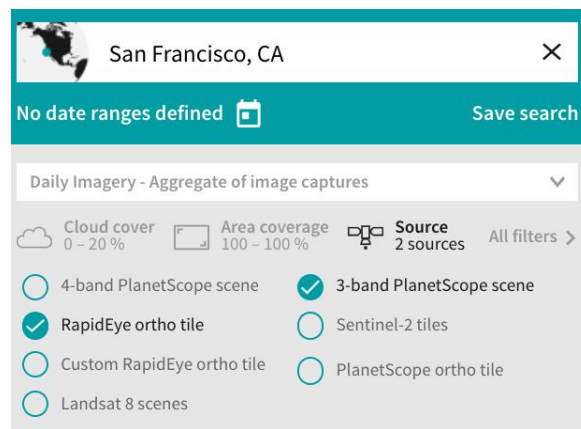 San Francisco, CA
No date ranges defined Save search
Daily Imagery - Aggregate of image captures
Cloud cover Area coverage Source
0 – 20 % 100 – 100 % 2 sources All filters
4-band PlanetScope scene 3-band PlanetScope scene
RapidEye ortho tile Sentinel-2 tiles
Custom RapidEye ortho tile PlanetScope ortho tile
Landsat 8 scenes